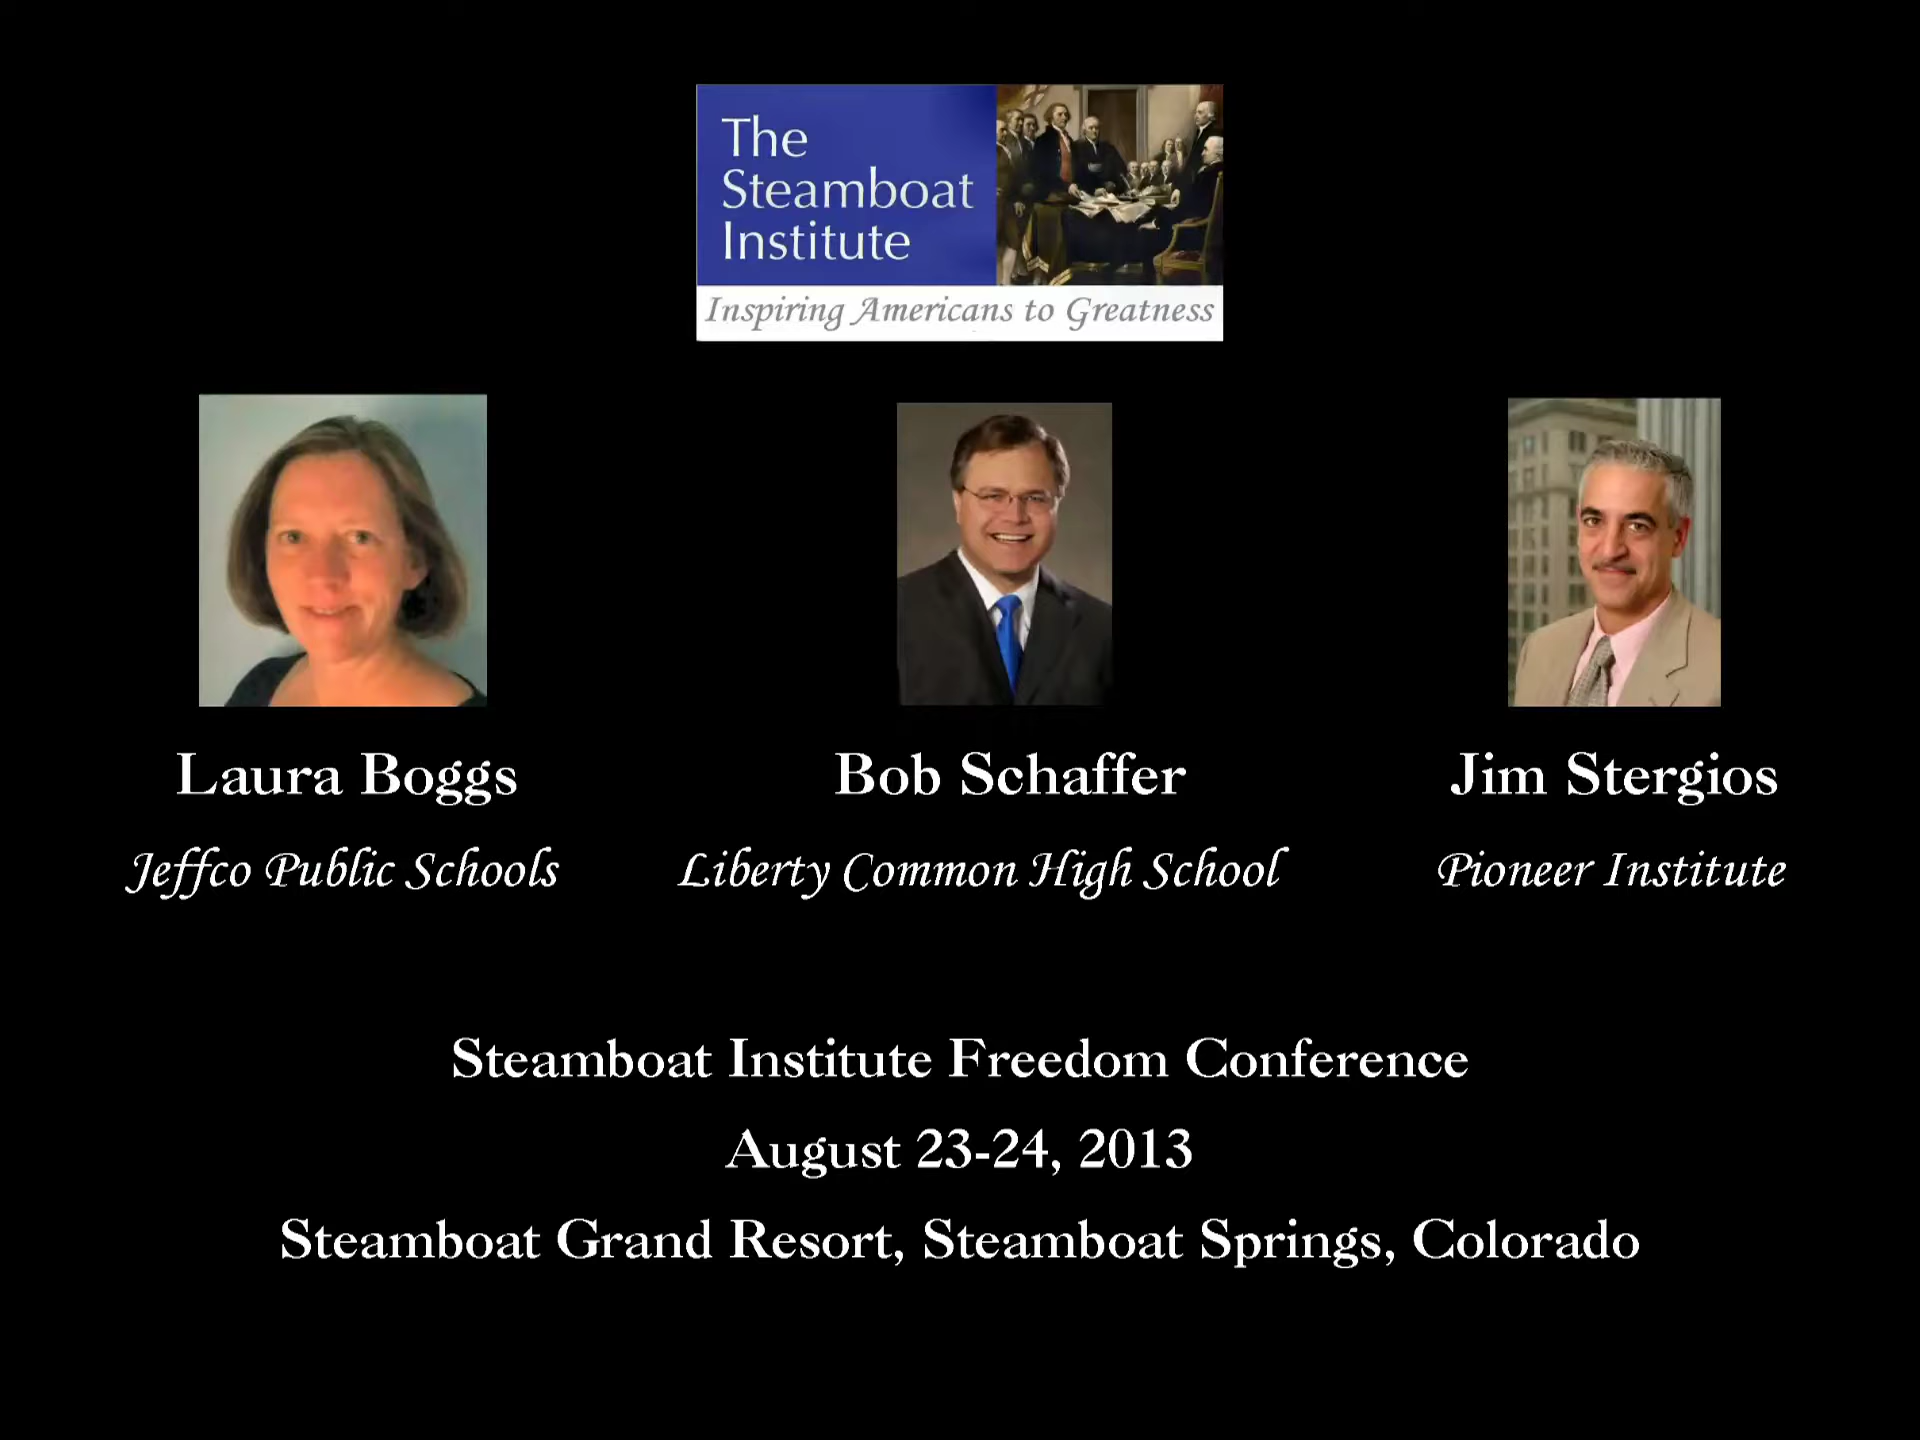 The
Steamboat
Institute
Inspiring Americans to Greatness
Laura Boggs
Bob Schaffer
Jim Stergios
Jeffco Public Schools
Liberty Common High School
Pioneer Institute
Steamboat Institute Freedom Conference
August 23-24, 2013
Steamboat Grand Resort, Steamboat Springs, Colorado